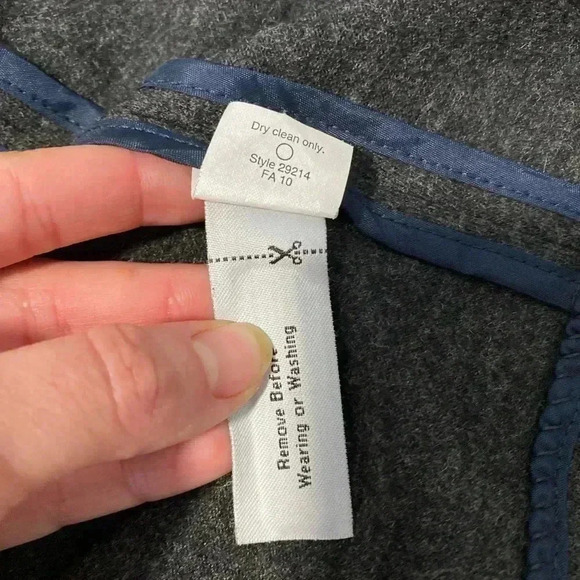 Dry clean only.
Style 29214
FA 10
Remove Before
Wearing or Washing